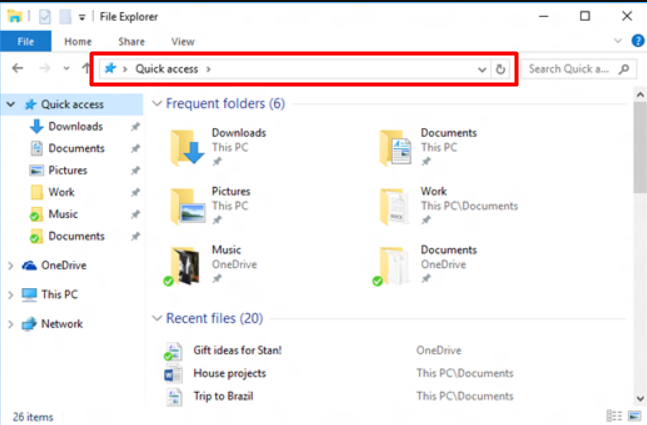 File Explorer
File Home Share View
Quick access
Search Quick a...
Quick access
Downloads
Documents
Pictures
Work
Music
Documents
OneDrive
This PC
Network
Frequent folders (6)
Downloads
This PC
Documents
This PC
Pictures
This PC
Work
This PC\Documents
Music
OneDrive
Documents
OneDrive
Recent files (20)
Gift ideas for Stan! OneDrive
House projects This PC\Documents
Trip to Brazil This PC\Documents
26 items